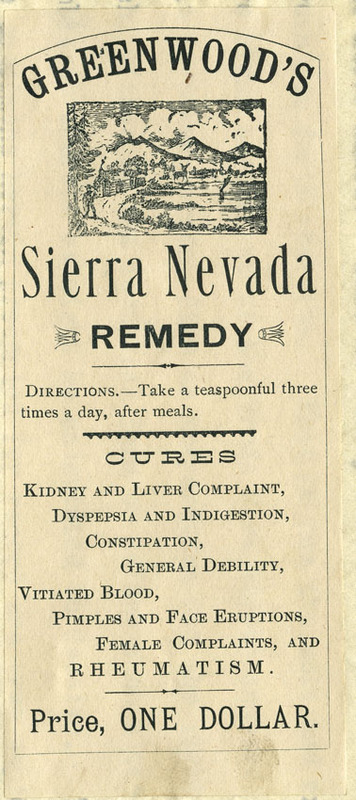 GREENWOOD'S
Sierra Nevada
REMEDY
DIRECTIONS.—Take a teaspoonful three
times a day, after meals.
CURES
KIDNEY AND LIVER COMPLAINT,
DYSPEPSIA AND INDIGESTION,
CONSTIPATION,
GENERAL DEBILITY,
VITIATED BLOOD,
PIMPLES AND FACE ERUPTIONS,
FEMALE COMPLAINTS, AND
RHEUMATISM.
Price, ONE DOLLAR.